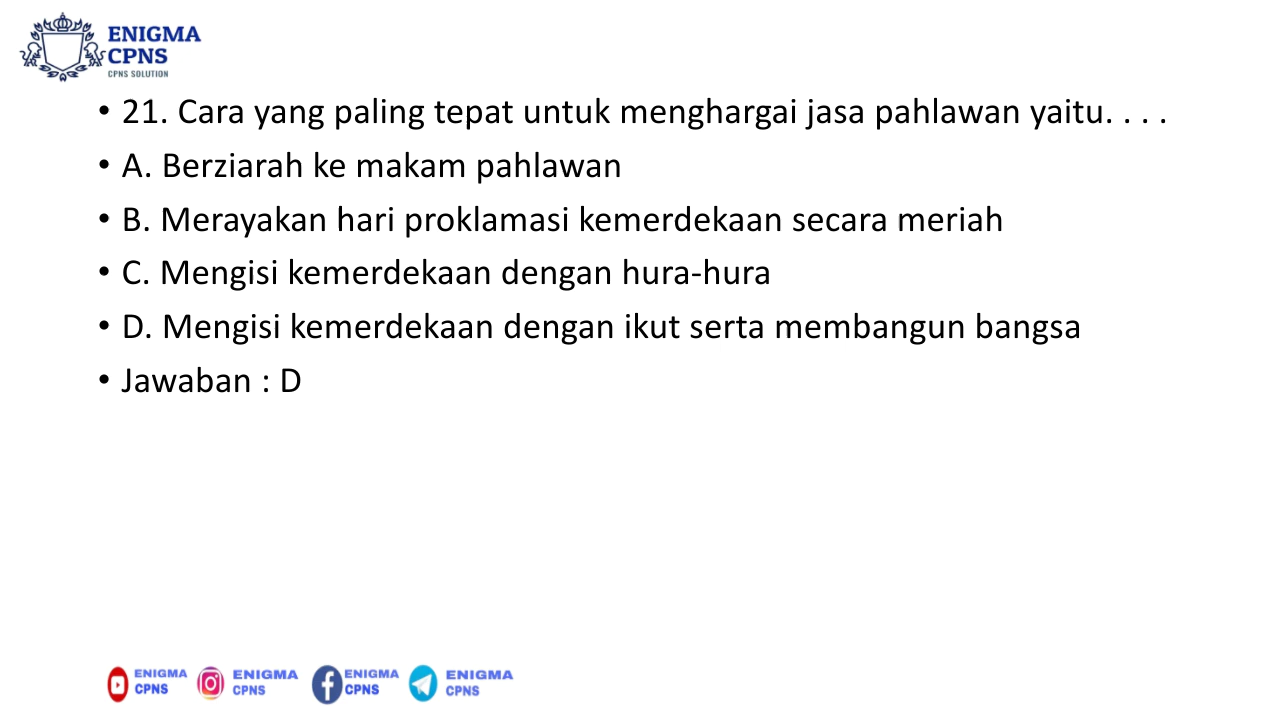 ENIGMA
CPNS
CPNS SOLUTION
• 21. Cara yang paling tepat untuk menghargai jasa pahlawan yaitu. . . .
• A. Berziarah ke makam pahlawan
• B. Merayakan hari proklamasi kemerdekaan secara meriah
• C. Mengisi kemerdekaan dengan hura-hura
• D. Mengisi kemerdekaan dengan ikut serta membangun bangsa
• Jawaban : D
ENIGMA
CPNS
ENIGMA
CPNS
ENIGMA
CPNS
ENIGMA
CPNS